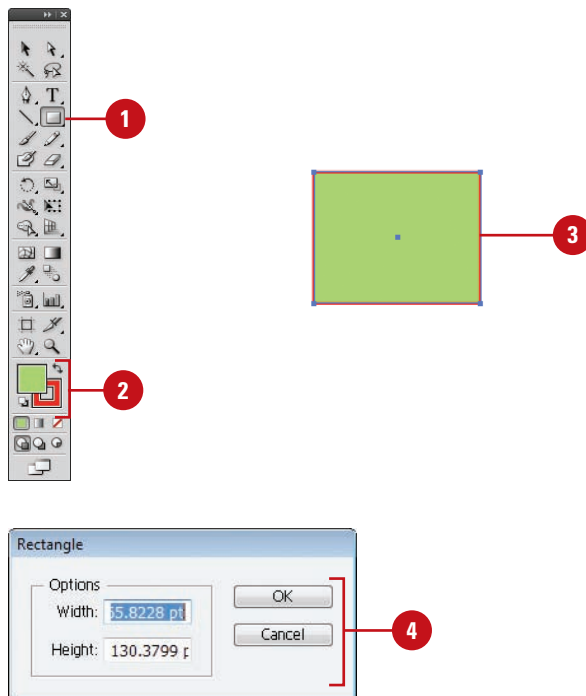 1
3
2
Rectangle
Options
Width: 5.8228 pt
OK
Height: 130.3799 p
Cancel
4